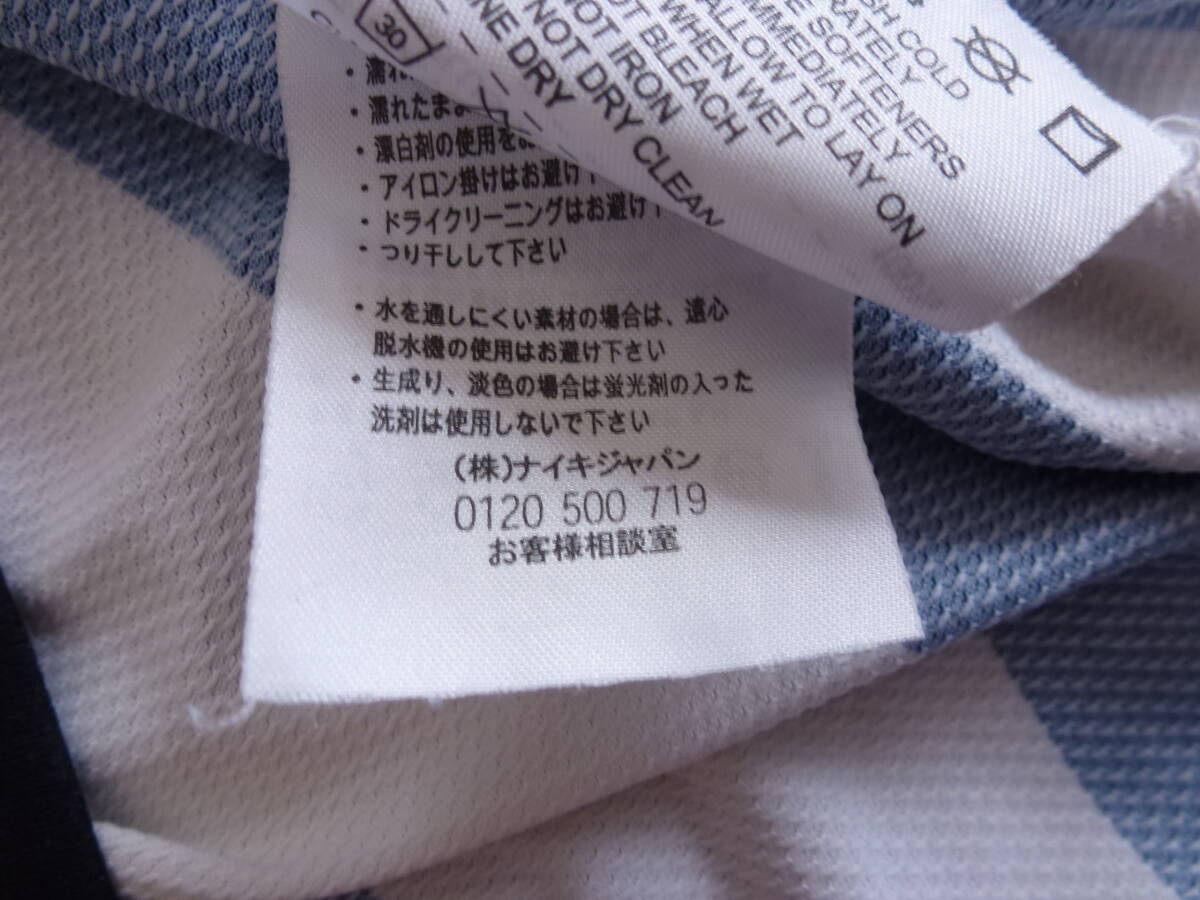 SH COLD
SOFTENERS
MMEDIATELY
ALLOW TO LAY ON
WHEN WET
BLEACH
NOT IRON
NOT DRY CLEAN
NE DRY
30
・濡れ
・濡れたまま
・漂白剤の使用を
・アイロン掛けはお避け
・ドライクリーニングはお避け
・つり干しして下さい
・水を通しにくい素材の場合は、遠心
脱水機の使用はお避け下さい
・生成り、淡色の場合は蛍光剤の入った
洗剤は使用しないで下さい
(株)ナイキジャパン
0120 500 719
お客様相談室